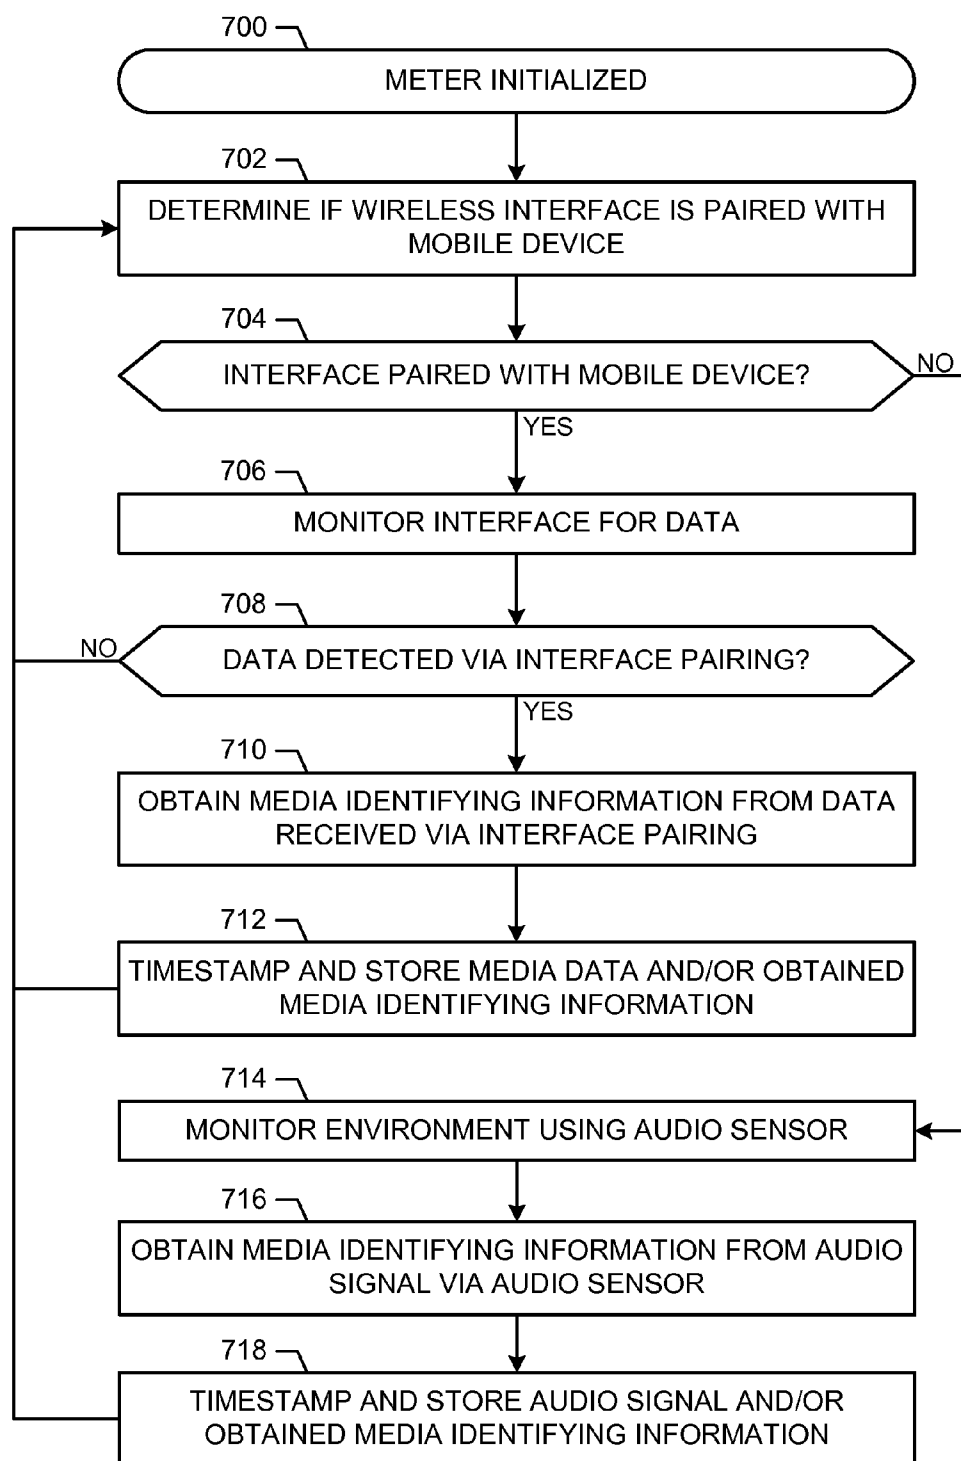 700
METER INITIALIZED
702
DETERMINE IF WIRELESS INTERFACE IS PAIRED WITH
MOBILE DEVICE
704
INTERFACE PAIRED WITH MOBILE DEVICE?
NO
YES
706
MONITOR INTERFACE FOR DATA
708
NO
DATA DETECTED VIA INTERFACE PAIRING?
YES
710
OBTAIN MEDIA IDENTIFYING INFORMATION FROM DATA
RECEIVED VIA INTERFACE PAIRING
712
TIMESTAMP AND STORE MEDIA DATA AND/OR OBTAINED
MEDIA IDENTIFYING INFORMATION
714
MONITOR ENVIRONMENT USING AUDIO SENSOR
716
OBTAIN MEDIA IDENTIFYING INFORMATION FROM AUDIO
SIGNAL VIA AUDIO SENSOR
718
TIMESTAMP AND STORE AUDIO SIGNAL AND/OR
OBTAINED MEDIA IDENTIFYING INFORMATION